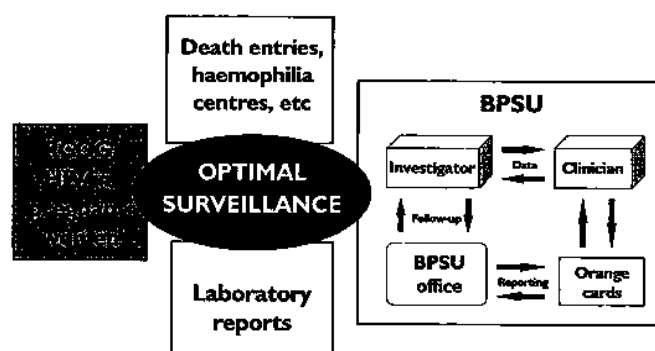 Death entries,
haemophilia
centres, etc
OPTIMAL
SURVEILLANCE
Laboratory
reports
BPSU
Investigator
Data
Clinician
Follow-up
BPSU
office
Reporting
Orange
cards